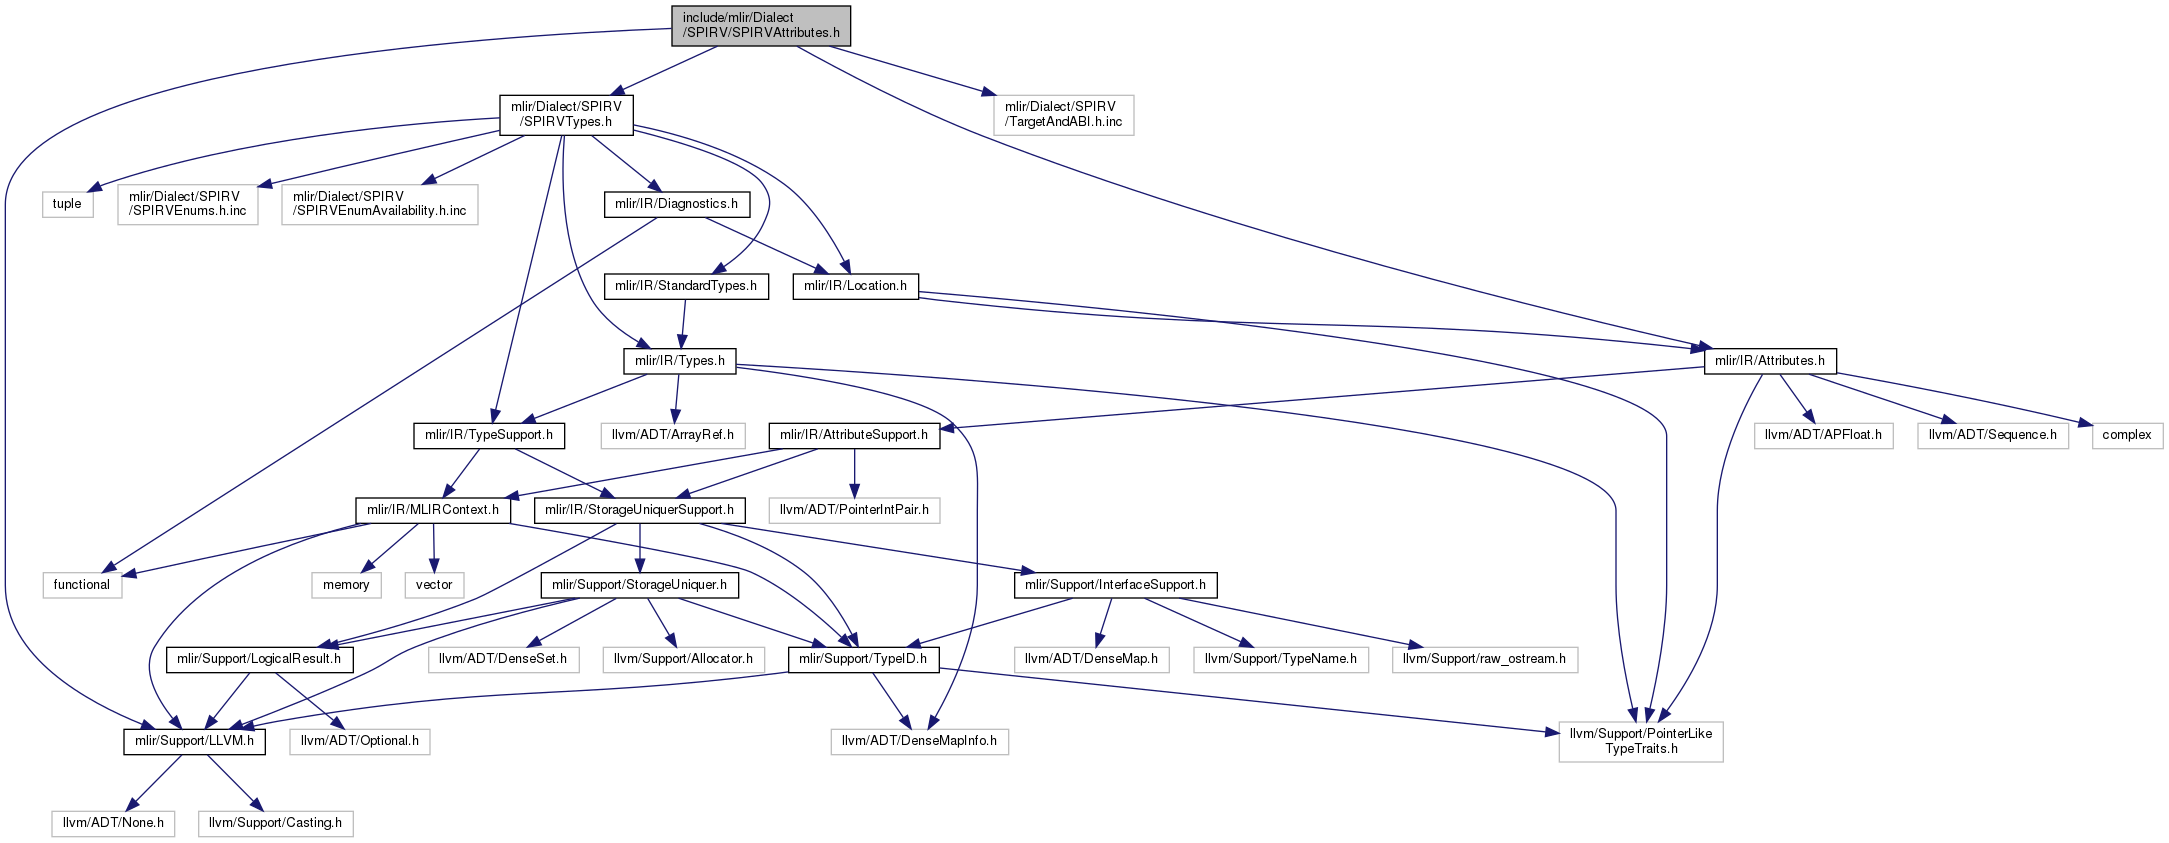 include/mlir/Dialect
/SPIRV/SPIRVAttributes.h
mlir/Dialect/SPIRV
/SPIRVTypes.h
mlir/Dialect/SPIRV
/TargetAndABI.h.inc
tuple
mlir/Dialect/SPIRV
/SPIRVEnums.h.inc
mlir/Dialect/SPIRV
/SPIRVEnumAvailability.h.inc
mlir/IR/Diagnostics.h
mlir/IR/StandardTypes.h
mlir/IR/Location.h
mlir/IR/Types.h
mlir/IR/Attributes.h
mlir/IR/TypeSupport.h
llvm/ADT/ArrayRef.h
mlir/IR/AttributeSupport.h
llvm/ADT/APFloat.h
llvm/ADT/Sequence.h
complex
mlir/IR/MLIRContext.h
mlir/IR/StorageUniquerSupport.h
llvm/ADT/PointerIntPair.h
functional
memory
vector
mlir/Support/StorageUniquer.h
mlir/Support/InterfaceSupport.h
mlir/Support/LogicalResult.h
llvm/ADT/DenseSet.h
llvm/Support/Allocator.h
mlir/Support/TypeID.h
llvm/ADT/DenseMap.h
llvm/Support/TypeName.h
llvm/Support/raw_ostream.h
mlir/Support/LLVM.h
llvm/ADT/Optional.h
llvm/ADT/DenseMapInfo.h
llvm/Support/PointerLike
TypeTraits.h
llvm/ADT/None.h
llvm/Support/Casting.h